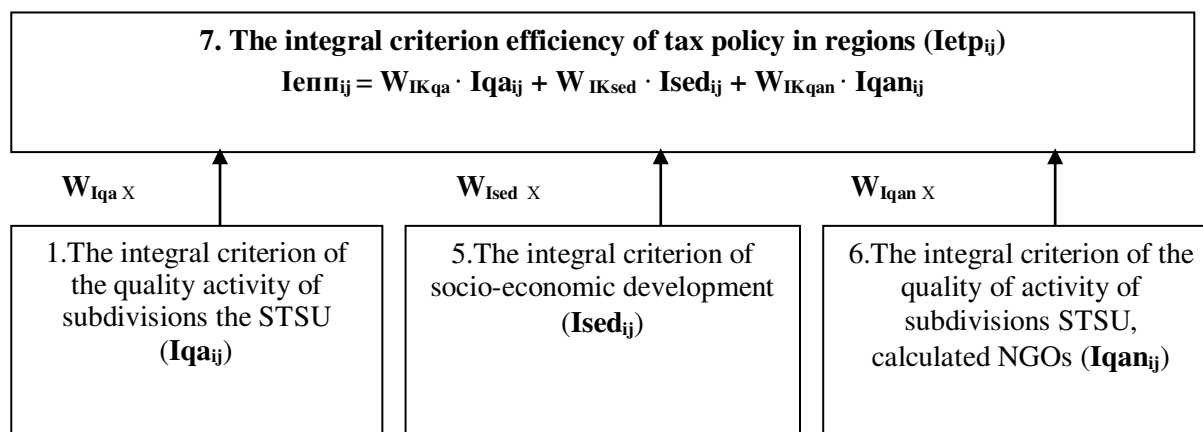 7. The integral criterion efficiency of tax policy in regions (Ietpij)
Ieппij = WIKqa · Iqaij + W IKsed · Isedij + WIKqan · Iqanij
WIqa X
WIsed X
WIqan X
1.The integral criterion of
the quality activity of
subdivisions the STSU
(Iqaij)
5.The integral criterion of
socio-economic development
(Isedij)
6.The integral criterion of the
quality of activity of
subdivisions STSU,
calculated NGOs (Iqanij)